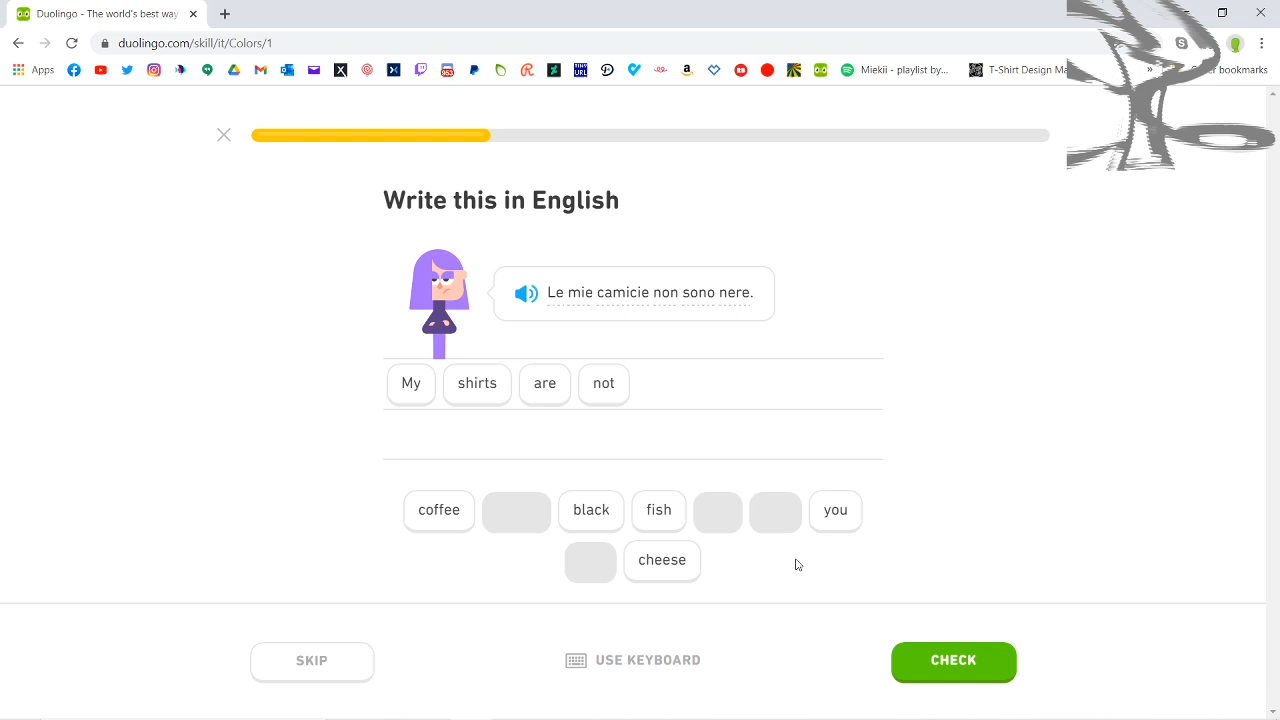 Duolingo - The world's best way
duolingo.com/skill/it/Colors/1
Apps
Miekii - playlist by...
T-Shirt Design
»
bookmarks
Write this in English
Le mie camicie non sono nere.
My shirts are not
coffee black fish you
cheese
SKIP
USE KEYBOARD
CHECK